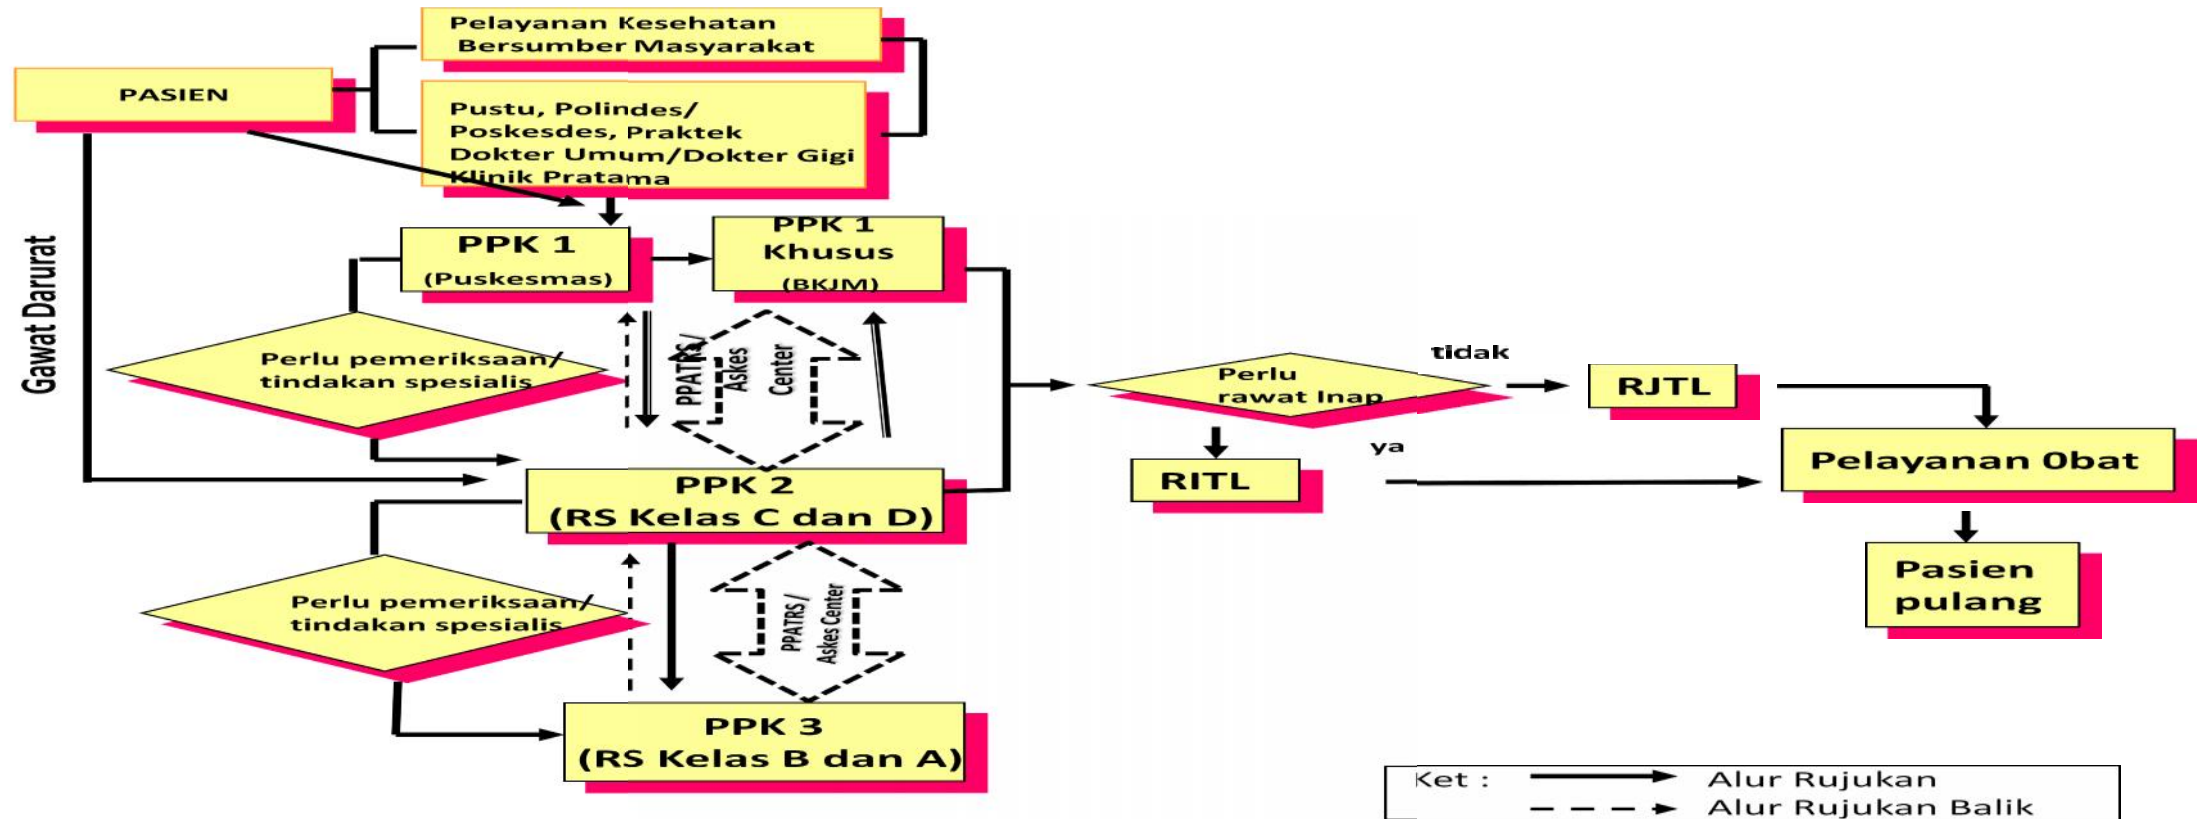 Pelayanan Kesehatan
Bersumber Masyarakat
PASIEN
Pustu, Polindes/
Poskesdes, Praktek
Dokter Umum/Dokter Gigi
Klinik Pratama
Gawat Darurat
PPK 1
(Puskesmas)
PPK 1
Khusus
(BKJM)
Perlu pemeriksaan/
tindakan spesialis
PPATRS /
Askes
Center
Perlu
rawat Inap
tidak
RJTL
ya
RITL
Pelayanan Obat
PPK 2
(RS Kelas C dan D)
Pasien
pulang
Perlu pemeriksaan/
tindakan spesialis
PPATRS /
Askes Center
PPK 3
(RS Kelas B dan A)
Ket :
Alur Rujukan
Alur Rujukan Balik